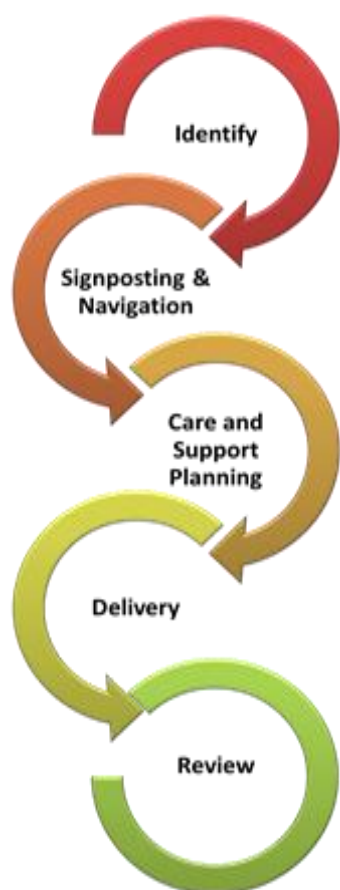 Identify
Signposting &
Navigation
Care and
Support
Planning
Delivery
Review